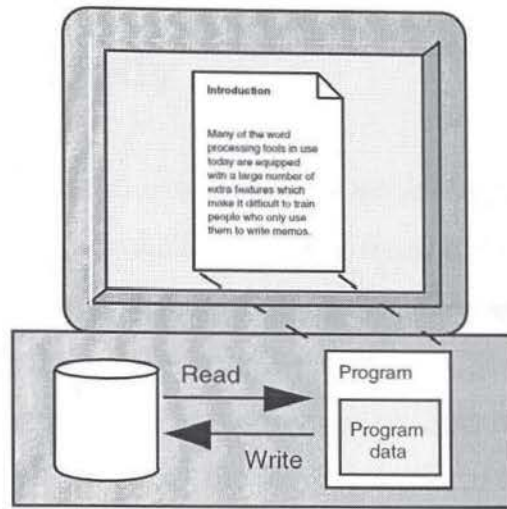 Introduction
Many of the word
processing tools in use
today are equipped
with a large number of
extra features which
make it difficult to train
people who only use
them to write memos.
Read
Write
Program
Program
data